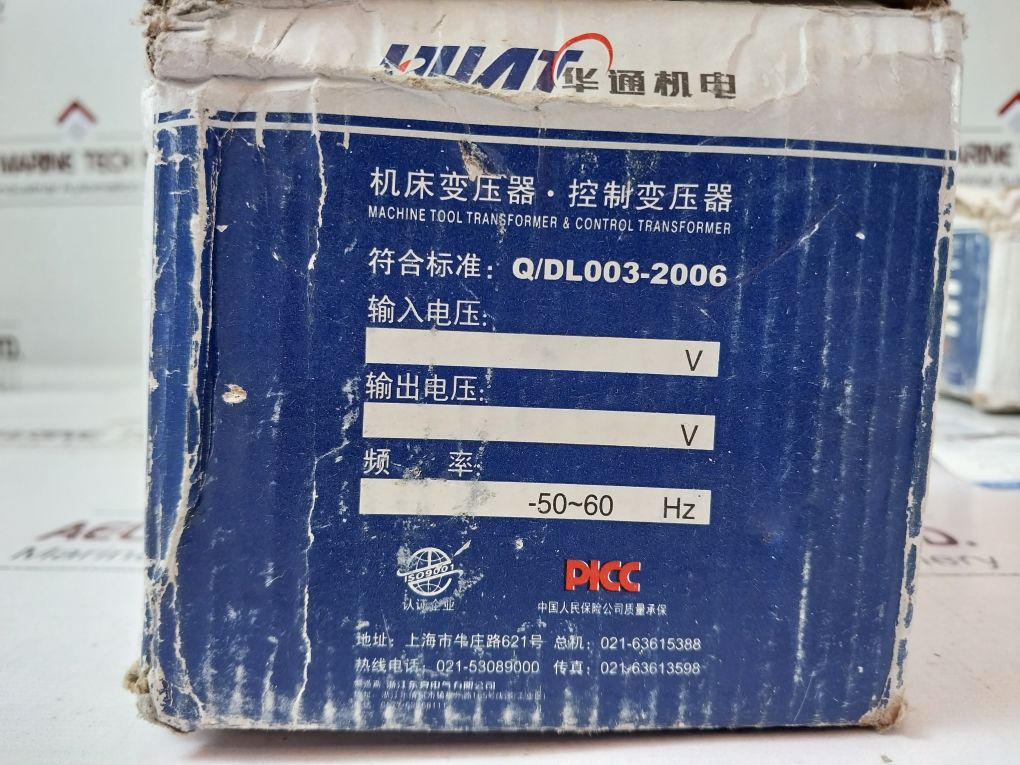 华通机电
机床变压器·控制变压器
MACHINE TOOL TRANSFORMER & CONTROL TRANSFORMER
符合标准: Q/DL003-2006
输入电压:
V
输出电压:
V
频 率:
-50~60 Hz
ISO9001
认证企业
PICC
中国人民保险公司质量承保
地址: 上海市牛庄路621号 总机: 021-63615388
热线电话: 021-53089000 传真: 021-63613598
MARINE TECH
MARINE